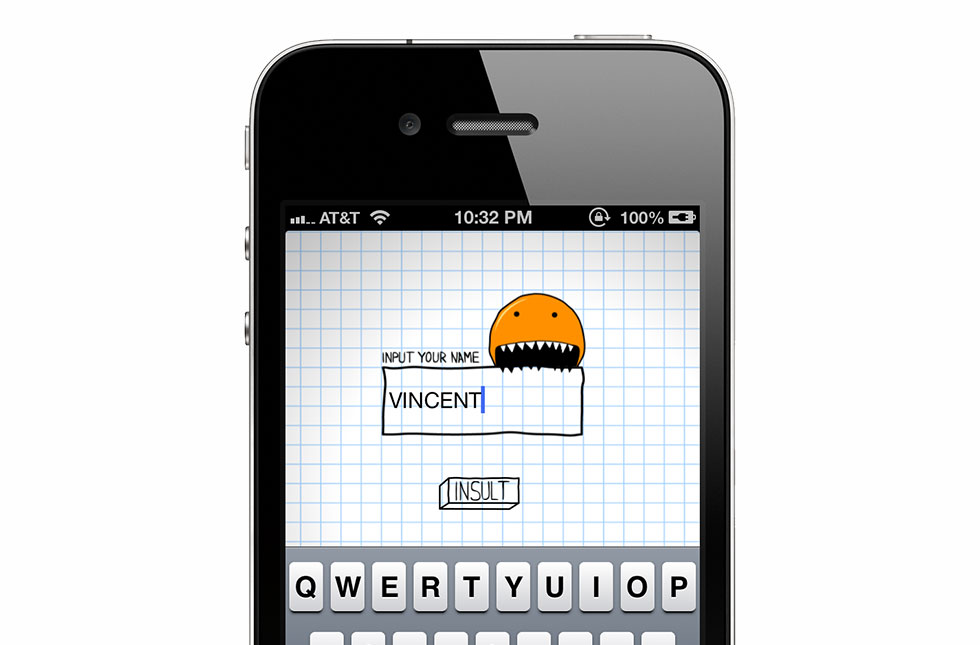 AT&T 10:32 PM 100%
INPUT YOUR NAME
VINCENT
INSULT
Q W E R T Y U I O P